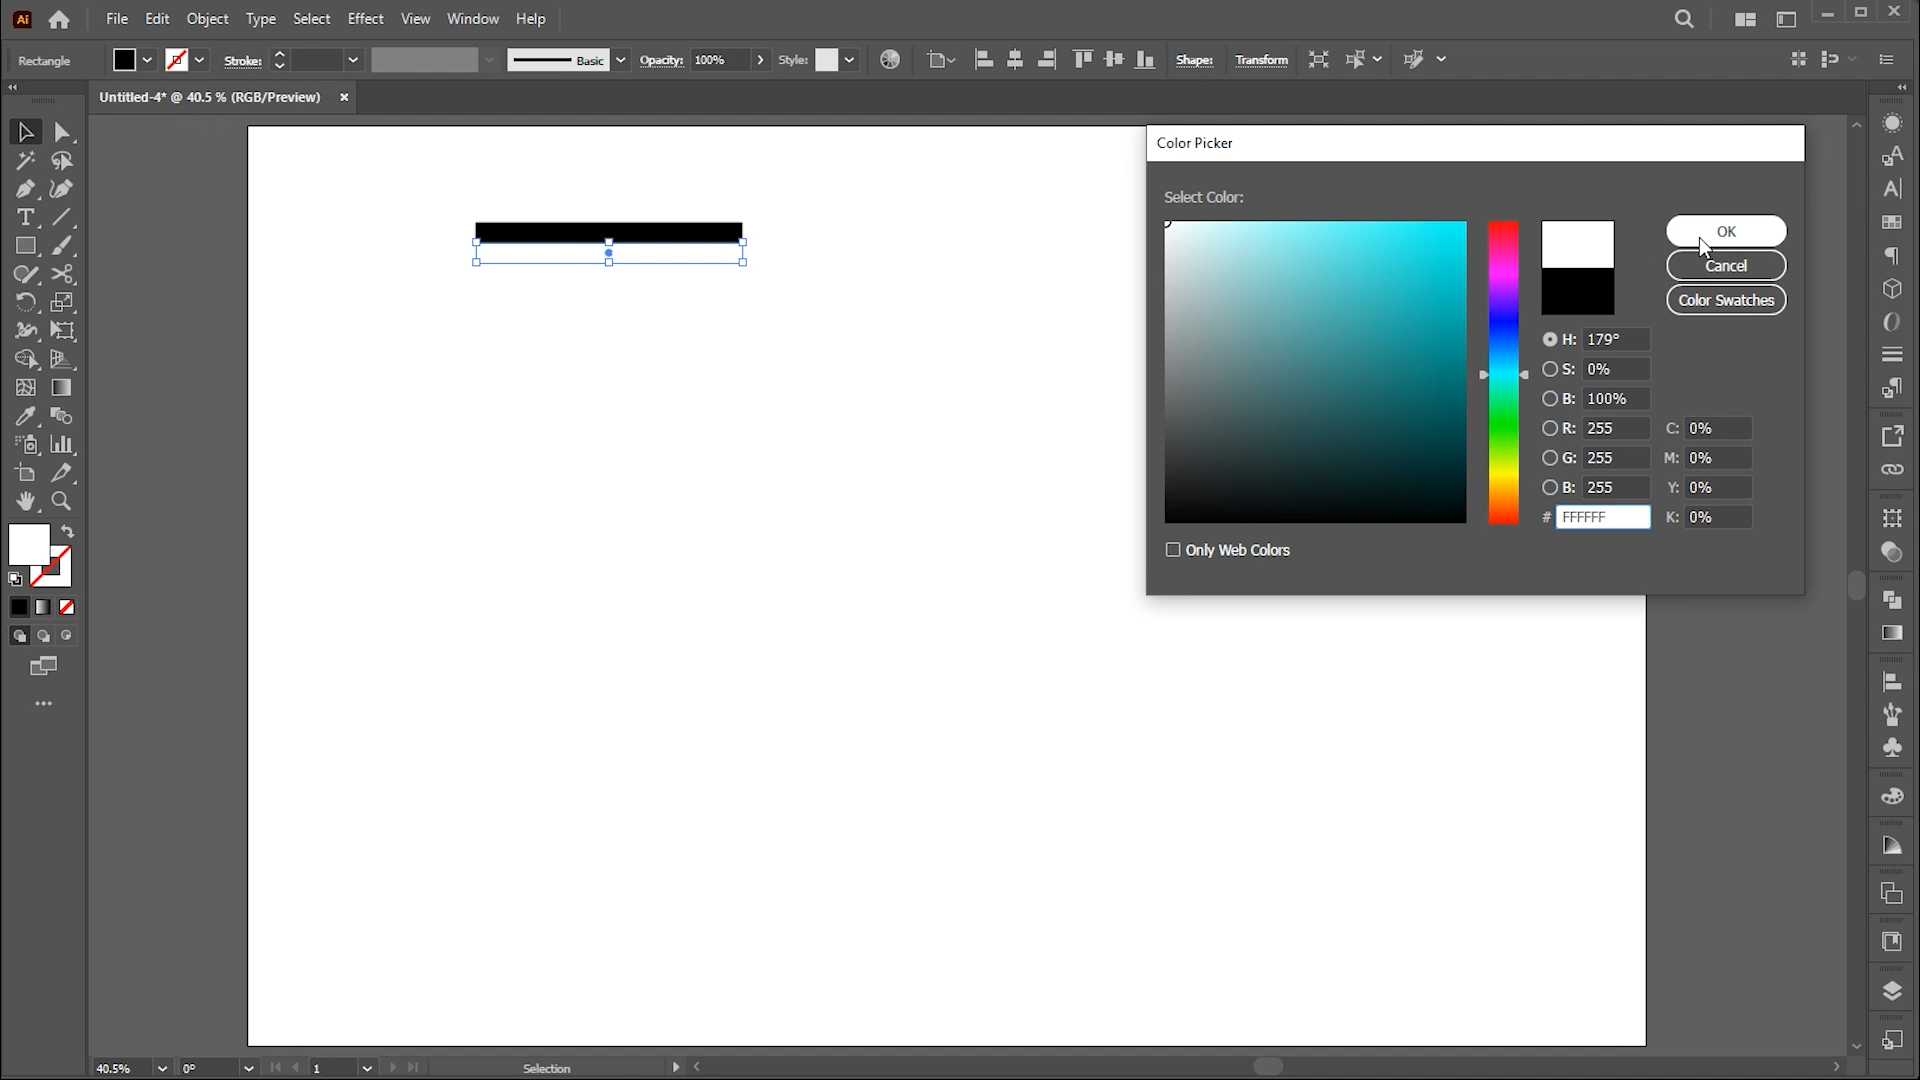 Ai File Edit Object Type Select Effect View Window Help
Rectangle Stroke: Basic Opacity: 100% Style: Shape: Transform
Untitled-4* @ 40.5 % (RGB/Preview)
Color Picker
Select Color:
OK
Cancel
Color Swatches
H: 179°
S: 0%
B: 100%
R: 255 C: 0%
G: 255 M: 0%
B: 255 Y: 0%
# FFFFFF K: 0%
Only Web Colors
40.5% 0° 1 Selection